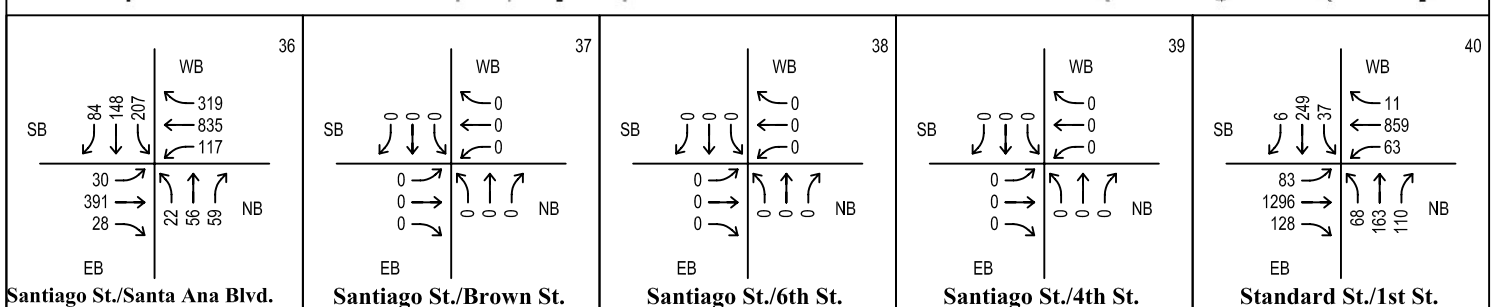 36
WB
SB
84 148 207
319
835
117
30
391
28
22 56 59
NB
EB
Santiago St./Santa Ana Blvd.
37
WB
SB
0 0 0
0
0
0
0
0
0
0 0 0
NB
EB
Santiago St./Brown St.
38
WB
SB
0 0 0
0
0
0
0
0
0
0 0 0
NB
EB
Santiago St./6th St.
39
WB
SB
0 0 0
0
0
0
0
0
0
0 0 0
NB
EB
Santiago St./4th St.
40
WB
SB
6 249 37
11
859
63
83
1296
128
68 163 110
NB
EB
Standard St./1st St.